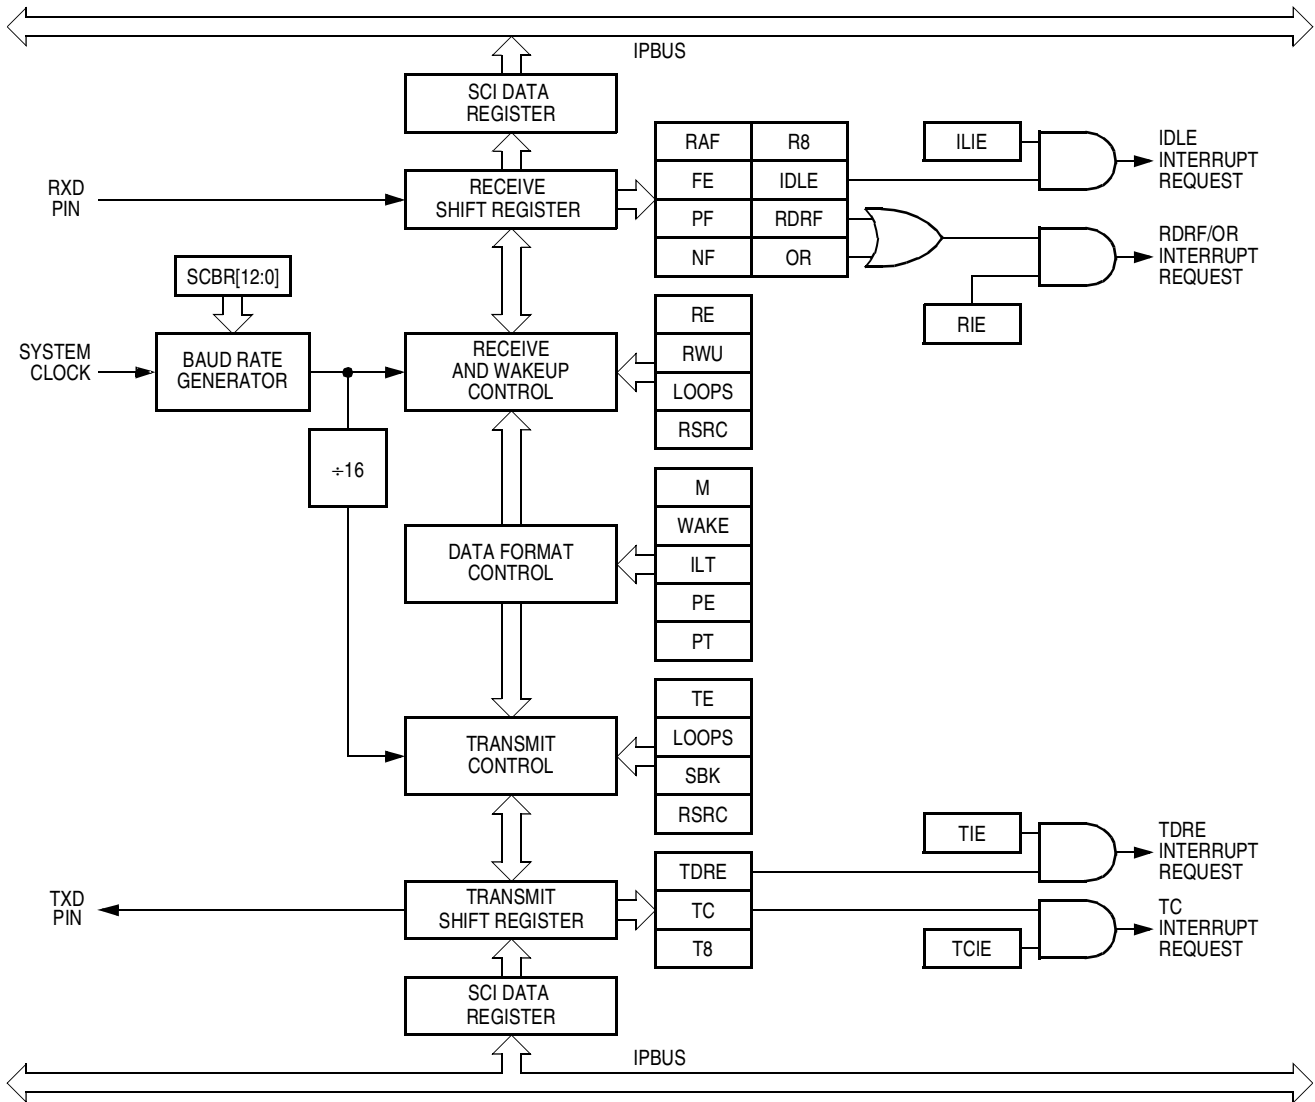 IPBUS
SCI DATA
REGISTER
RAF
R8
ILIE
IDLE
INTERRUPT
REQUEST
RXD
PIN
RECEIVE
SHIFT REGISTER
FE
IDLE
PF
RDRF
NF
OR
RDRF/OR
INTERRUPT
REQUEST
RIE
SCBR[12:0]
SYSTEM
CLOCK
BAUD RATE
GENERATOR
RECEIVE
AND WAKEUP
CONTROL
RE
RWU
LOOPS
RSRC
÷16
DATA FORMAT
CONTROL
M
WAKE
ILT
PE
PT
TRANSMIT
CONTROL
TE
LOOPS
SBK
RSRC
TIE
TDRE
INTERRUPT
REQUEST
TXD
PIN
TRANSMIT
SHIFT REGISTER
TDRE
TC
T8
TCIE
TC
INTERRUPT
REQUEST
SCI DATA
REGISTER
IPBUS